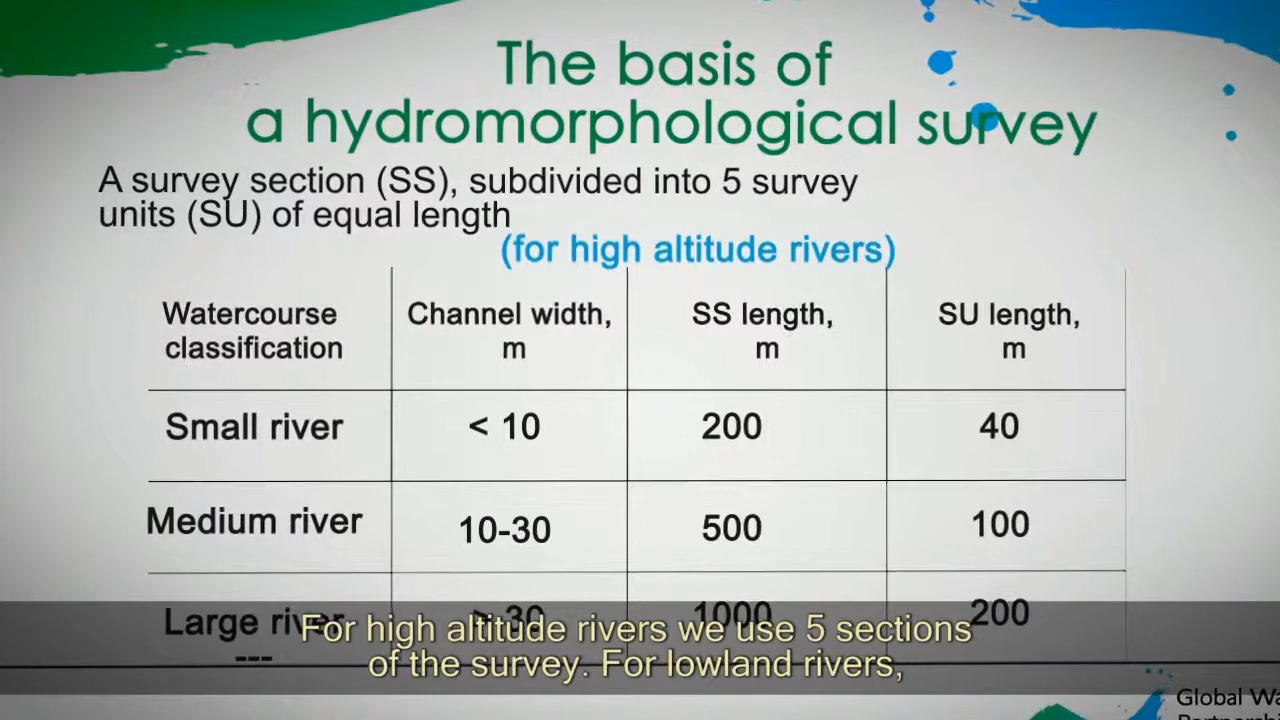 The basis of
a hydromorphological survey
A survey section (SS), subdivided into 5 survey
units (SU) of equal length
(for high altitude rivers)
Watercourse classification
Channel width, m
SS length, m
SU length, m
Small river < 10 200 40
Medium river 10-30 500 100
Large river > 30 1000 200
---
For high altitude rivers we use 5 sections
of the survey. For lowland rivers,
Global Wa